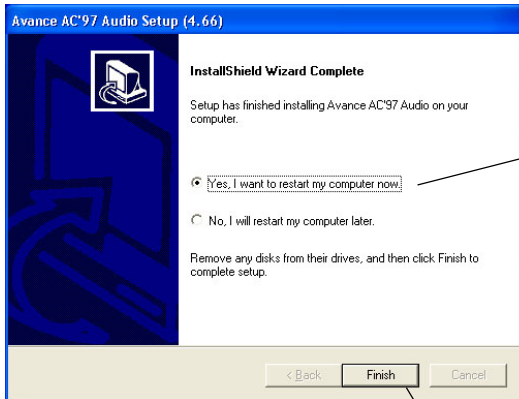 Avance AC'97 Audio Setup (4.66)
InstallShield Wizard Complete
Setup has finished installing Avance AC'97 Audio on your
computer.
Yes, I want to restart my computer now.
No, I will restart my computer later.
Remove any disks from their drives, and then click Finish to
complete setup.
< Back Finish Cancel